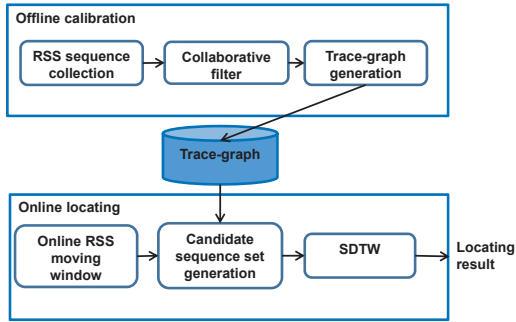 Offline calibration
RSS sequence
collection
Collaborative
filter
Trace-graph
generation
Trace-graph
Online locating
Online RSS
moving
window
Candidate
sequence set
generation
SDTW
Locating
result